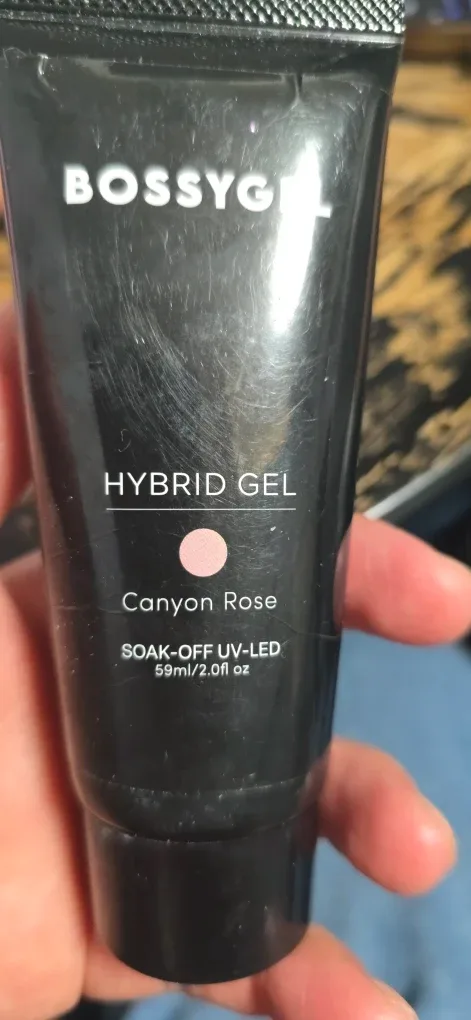 BOSSYGEL
HYBRID GEL
Canyon Rose
SOAK-OFF UV-LED
59ml/2.0fl oz